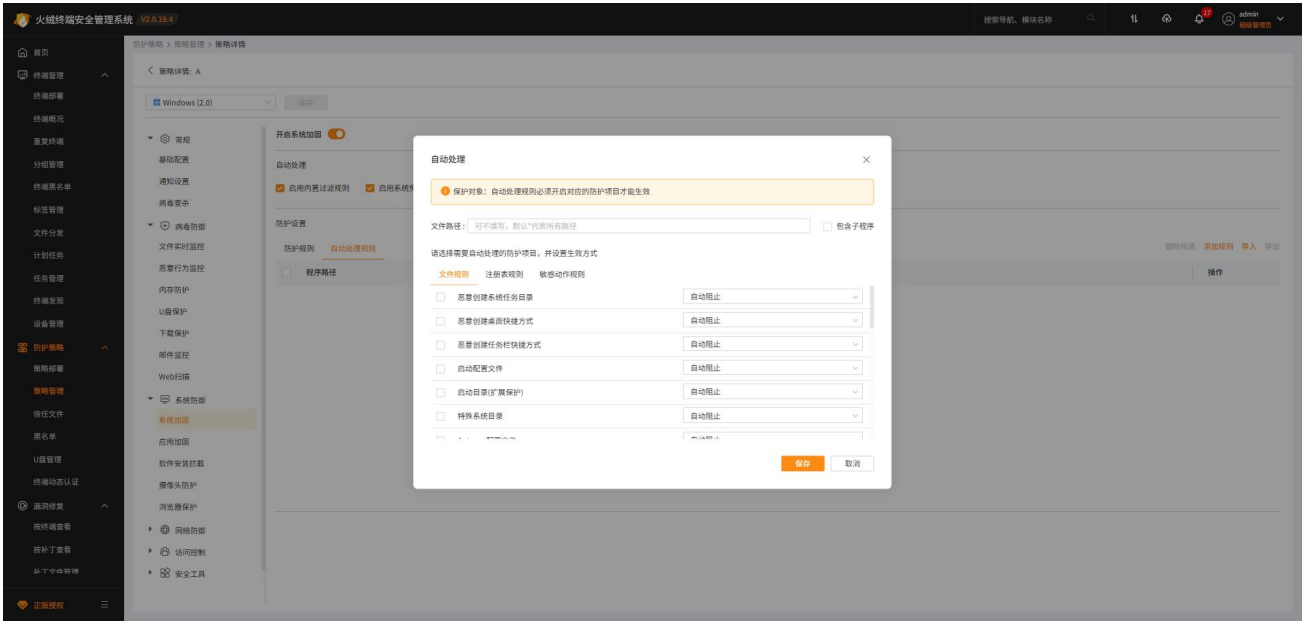 火绒终端安全管理系统 V2.0.19.4
搜索导航、模块名称
17
admin
超级管理员
首页
终端管理
终端部署
终端概况
重复终端
分组管理
终端黑名单
标签管理
文件分发
计划任务
任务管理
终端发现
设备管理
防护策略
策略部署
策略管理
信任文件
黑名单
U盘管理
终端动态认证
漏洞修复
按终端查看
按补丁查看
补丁文件管理
正版授权
防护策略 > 策略管理 > 策略详情
策略详情: A
Windows (2.0)
保存
常规
基础配置
通知设置
病毒查杀
病毒防御
文件实时监控
恶意行为监控
内存防护
U盘保护
下载保护
邮件监控
Web扫描
系统防御
系统加固
应用加固
软件安装拦截
摄像头防护
浏览器保护
网络防御
访问控制
安全工具
开启系统加固
自动处理
启用内置过滤规则 启用系统免
防护设置
防护规则 自动处理规则
删除所选 添加规则 导入 导出
程序路径
操作
自动处理
保护对象: 自动处理规则必须开启对应的防护项目才能生效
文件路径: 可不填写，默认*代表所有路径 包含子程序
请选择需要自动处理的防护项目，并设置生效方式
文件规则 注册表规则 敏感动作规则
恶意创建系统任务目录 自动阻止
恶意创建桌面快捷方式 自动阻止
恶意创建任务栏快捷方式 自动阻止
启动配置文件 自动阻止
启动目录(扩展保护) 自动阻止
特殊系统目录 自动阻止
保存 取消